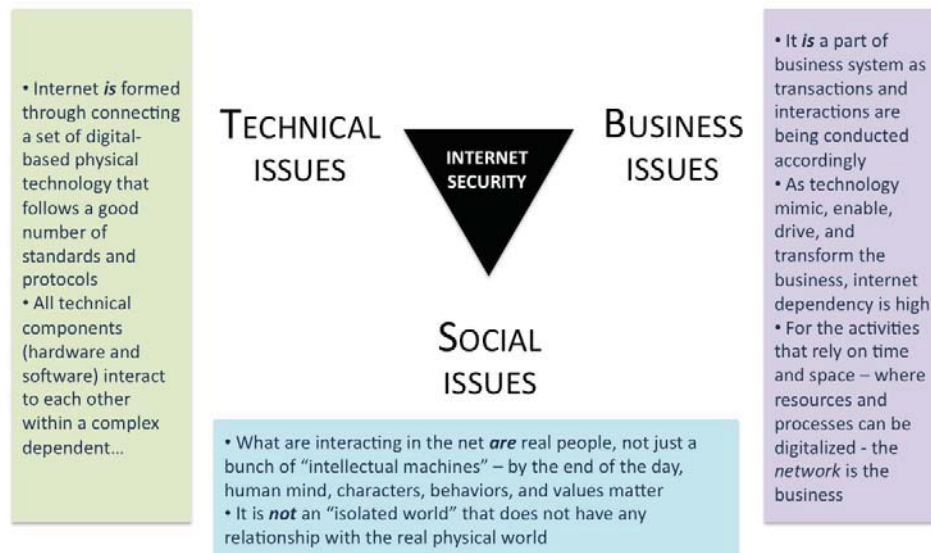 • Internet is formed
through connecting
a set of digital-
based physical
technology that
follows a good
number of
standards and
protocols
• All technical
components
(hardware and
software) interact
to each other
within a complex
dependent…
TECHNICAL
ISSUES
INTERNET
SECURITY
BUSINESS
ISSUES
SOCIAL
ISSUES
• It is a part of
business system as
transactions and
interactions are
being conducted
accordingly
• As technology
mimic, enable,
drive, and
transform the
business, internet
dependency is high
• For the activities
that rely on time
and space – where
resources and
processes can be
digitalized - the
network is the
business
• What are interacting in the net are real people, not just a
bunch of “intellectual machines” – by the end of the day,
human mind, characters, behaviors, and values matter
• It is not an “isolated world” that does not have any
relationship with the real physical world